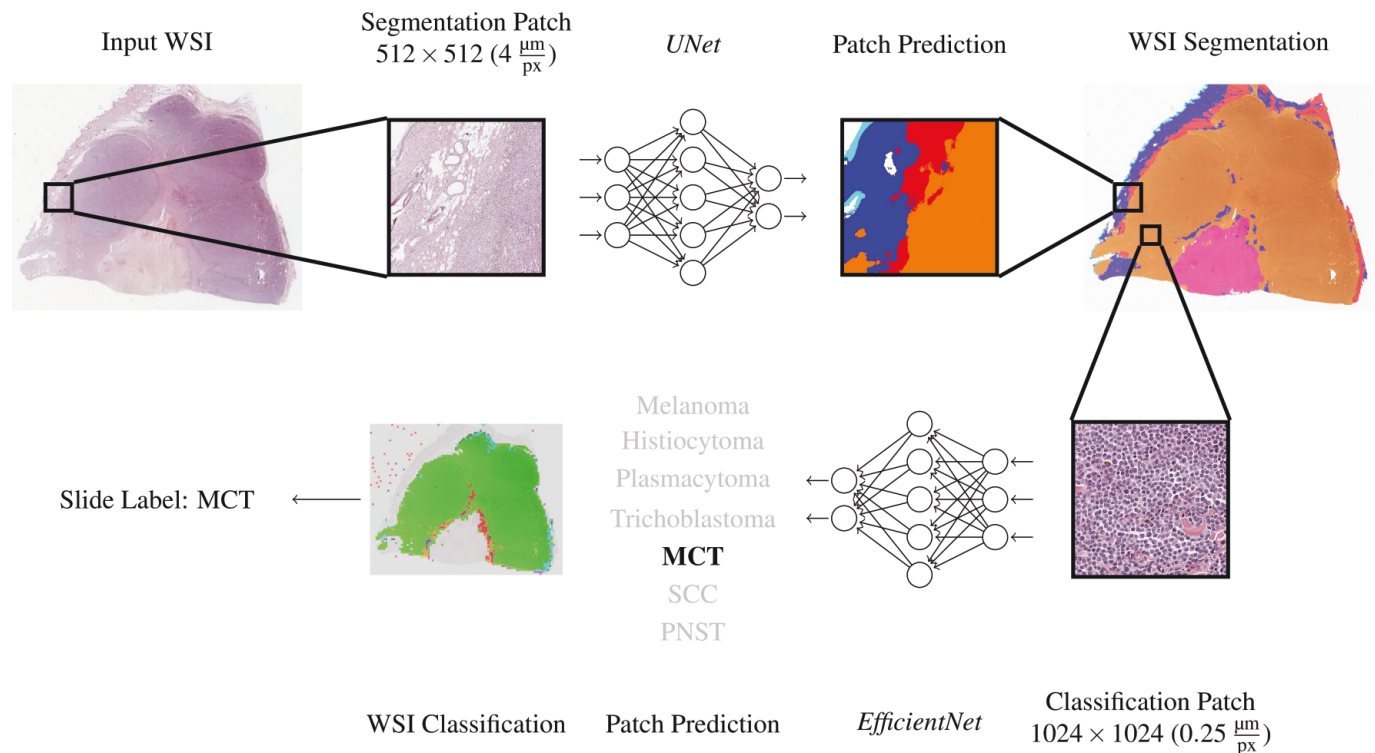 Input WSI
Segmentation Patch
512 × 512 (4 μm/px)
UNet
Patch Prediction
WSI Segmentation
Melanoma
Histiocytoma
Plasmacytoma
Trichoblastoma
MCT
SCC
PNST
Slide Label: MCT
WSI Classification
Patch Prediction
EfficientNet
Classification Patch
1024 × 1024 (0.25 μm/px)